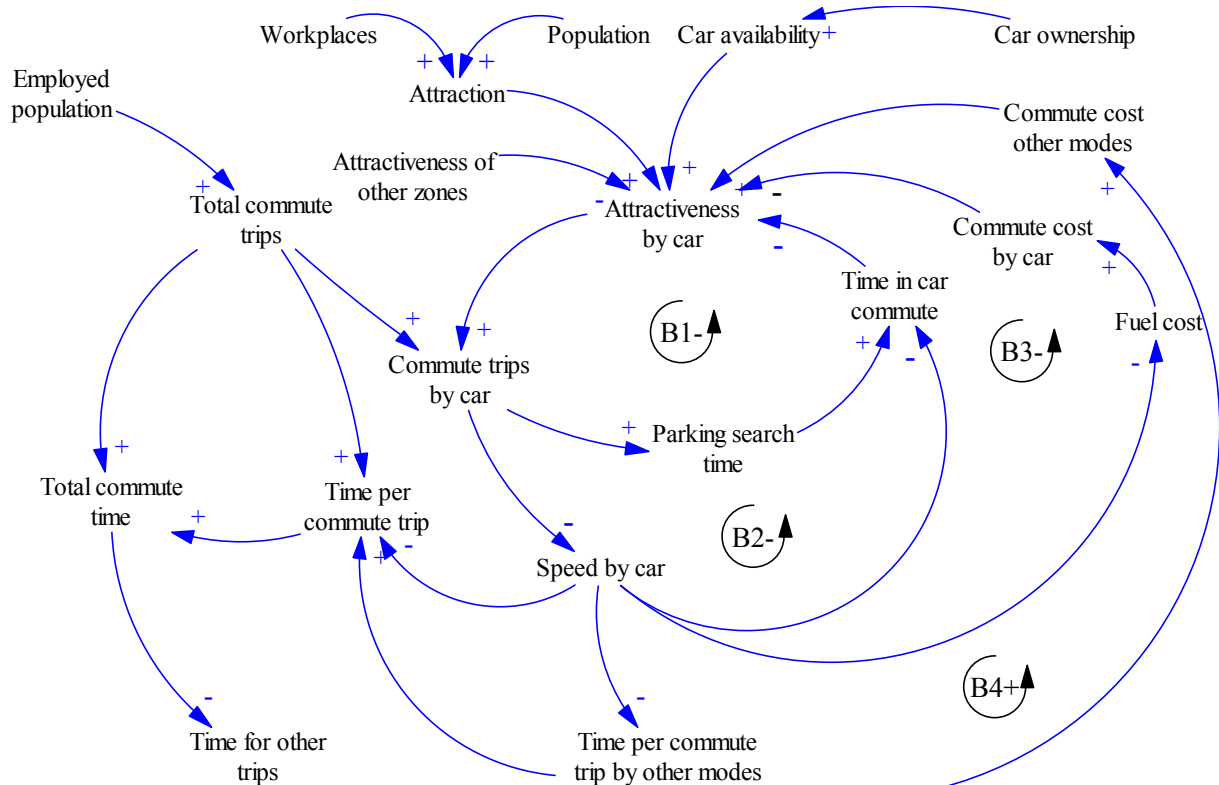 Workplaces
Population
Car availability
+
Car ownership
Employed
population
+
+
Attraction
Commute cost
other modes
Attractiveness of
other zones
+
Total commute
trips
-
+
+
+
-
Attractiveness
by car
-
+
Commute cost
by car
+
Time in car
commute
B1-
B3-
Fuel cost
+
+
Commute trips
by car
+
-
-
+
Parking search
time
+
+
Total commute
time
Time per
commute trip
+
-
B2-
+
-
Speed by car
B4+
-
-
Time for other
trips
Time per commute
trip by other modes